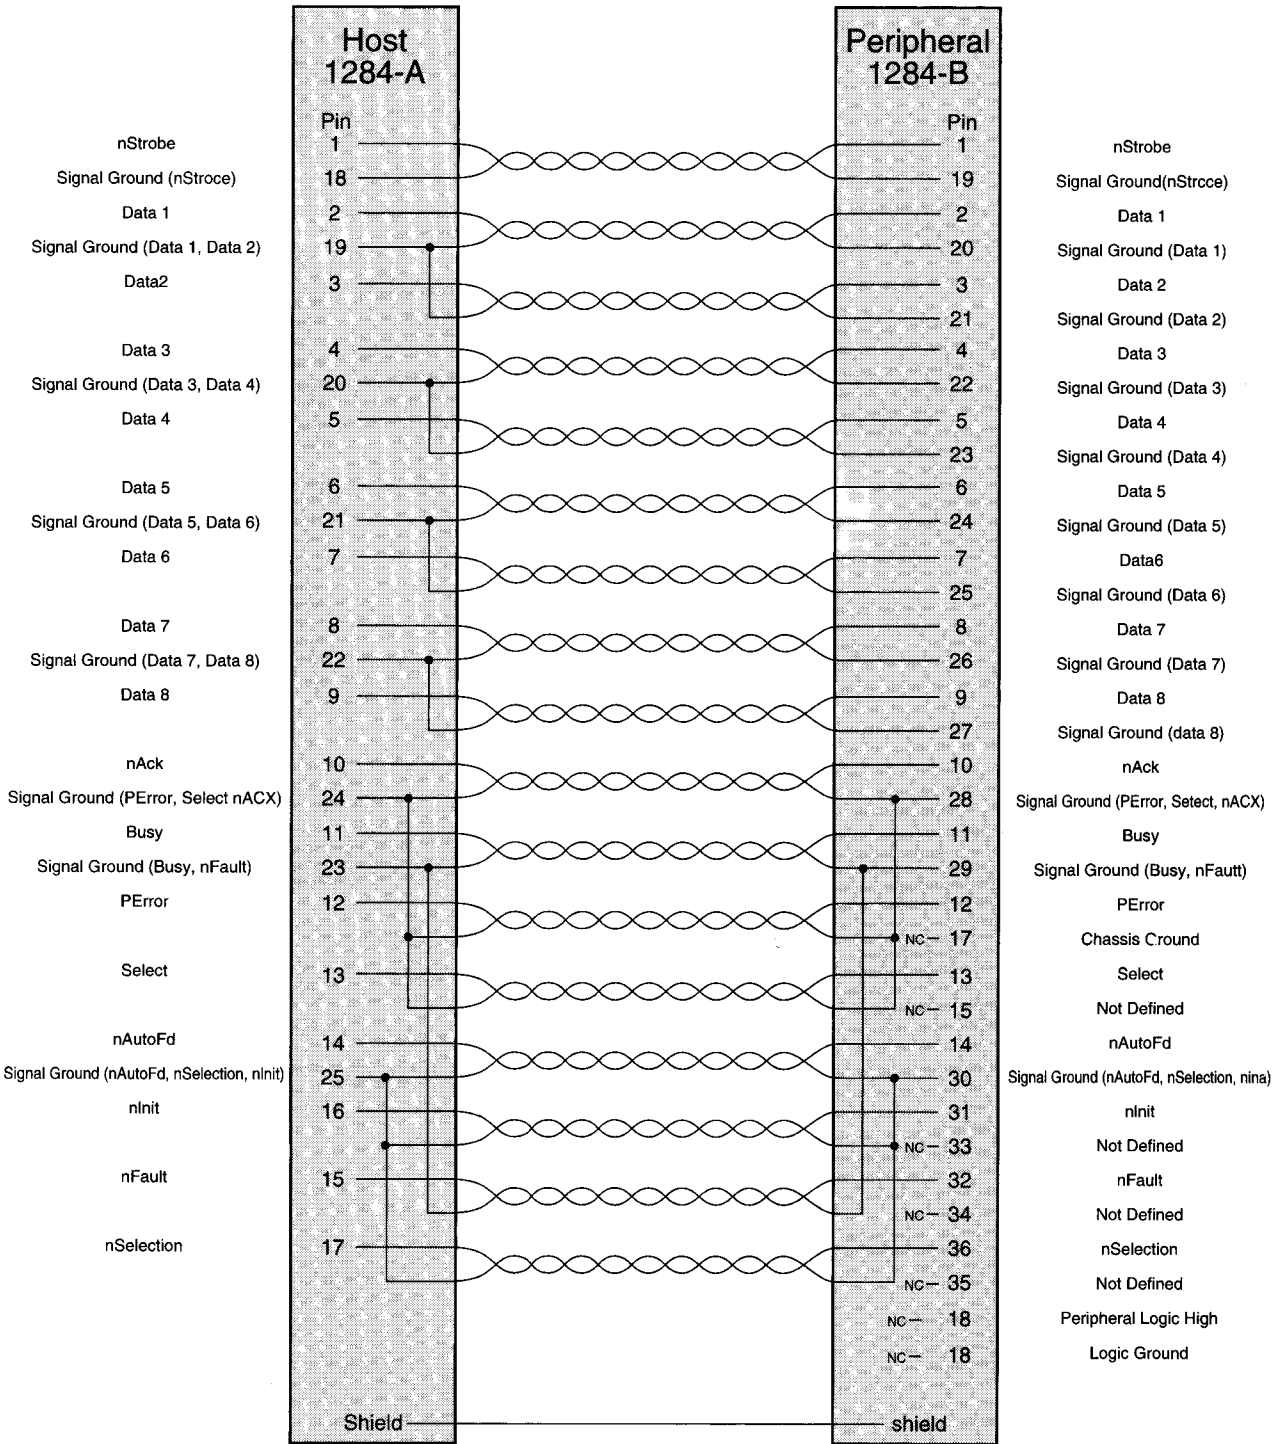 Host
1284-A
Peripheral
1284-B
Pin
Pin
nStrobe 1 1 nStrobe
Signal Ground (nStroce) 18 19 Signal Ground(nStrcce)
Data 1 2 2 Data 1
Signal Ground (Data 1, Data 2) 19 20 Signal Ground (Data 1)
Data2 3 3 Data 2
21 Signal Ground (Data 2)
Data 3 4 4 Data 3
Signal Ground (Data 3, Data 4) 20 22 Signal Ground (Data 3)
Data 4 5 5 Data 4
23 Signal Ground (Data 4)
Data 5 6 6 Data 5
Signal Ground (Data 5, Data 6) 21 24 Signal Ground (Data 5)
Data 6 7 7 Data6
25 Signal Ground (Data 6)
Data 7 8 8 Data 7
Signal Ground (Data 7, Data 8) 22 26 Signal Ground (Data 7)
Data 8 9 9 Data 8
27 Signal Ground (data 8)
nAck 10 10 nAck
Signal Ground (PError, Select nACX) 24 28 Signal Ground (PError, Setect, nACX)
Busy 11 11 Busy
Signal Ground (Busy, nFault) 23 29 Signal Ground (Busy, nFautt)
PError 12 12 PError
NC 17 Chassis Cround
Select 13 13 Select
NC 15 Not Defined
nAutoFd 14 14 nAutoFd
Signal Ground (nAutoFd, nSelection, nInit) 25 30 Signal Ground (nAutoFd, nSelection, nina)
nInit 16 31 nInit
NC 33 Not Defined
nFault 15 32 nFault
NC 34 Not Defined
nSelection 17 36 nSelection
NC 35 Not Defined
NC 18 Peripheral Logic High
NC 18 Logic Ground
Shield shield